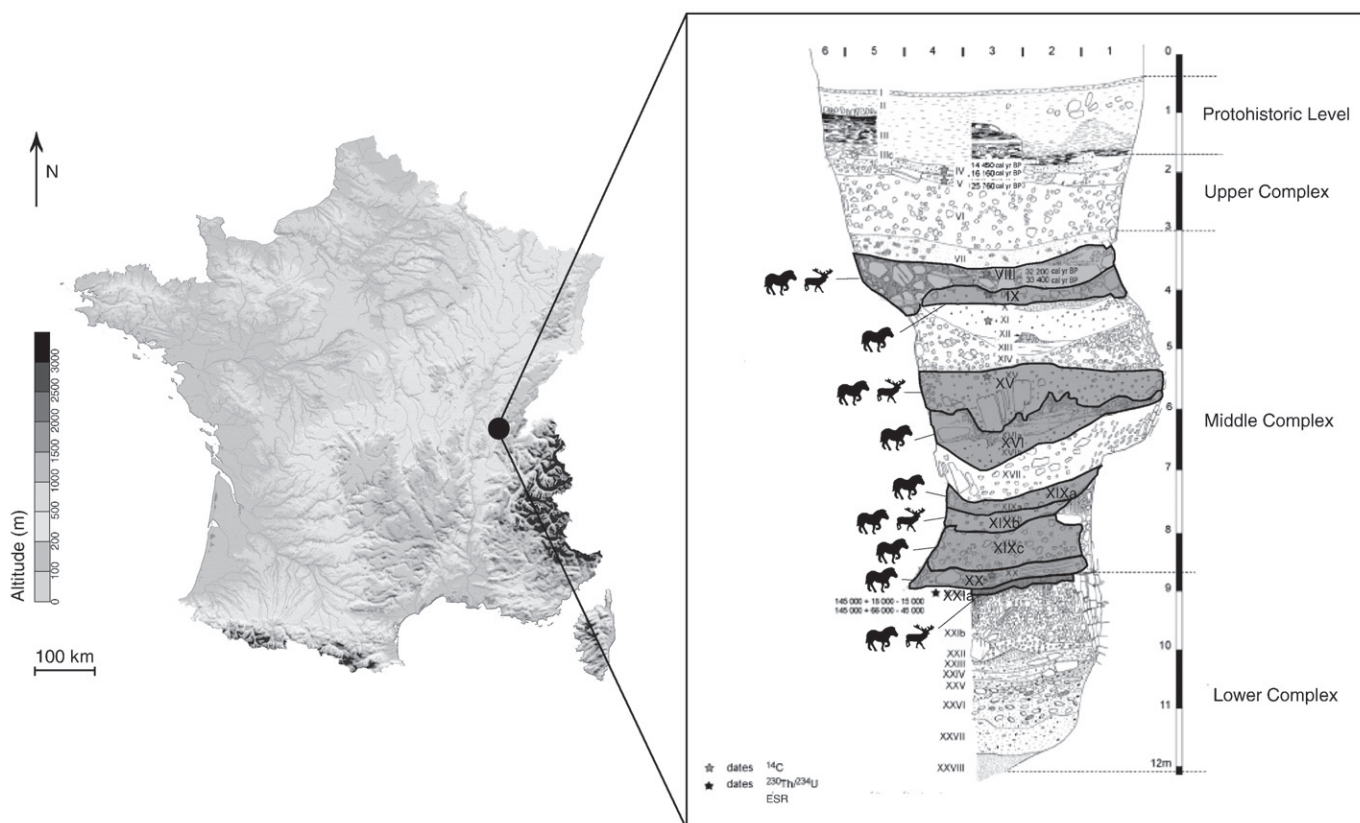 N
Altitude (m)
3000
2500
2000
1500
1000
500
200
100
0
100 km
6 5 4 3 2 1 0
I
II
1
Protohistoric Level
III
IIIc
14 450 cal yr BP
IV
16 160 cal yr BP
2
V
25 760 cal yr BP
Upper Complex
VI
3
VII
VIII
32 200 cal yr BP
33 400 cal yr BP
4
IX
X
XI
XII
XIII
5
XIV
XV
XV
6
Middle Complex
XVI
7
XVII
XIXa
XIXa
8
XIXb
XIXc
XX
XX
9
XXIa
145 000 + 18 000 - 15 000
145 000 + 66 000 - 45 000
XXIb
10
XXII
XXIII
XXIV
XXV
Lower Complex
XXVI
11
XXVII
XXVIII
12m
dates 14C
dates 230Th/234U
ESR